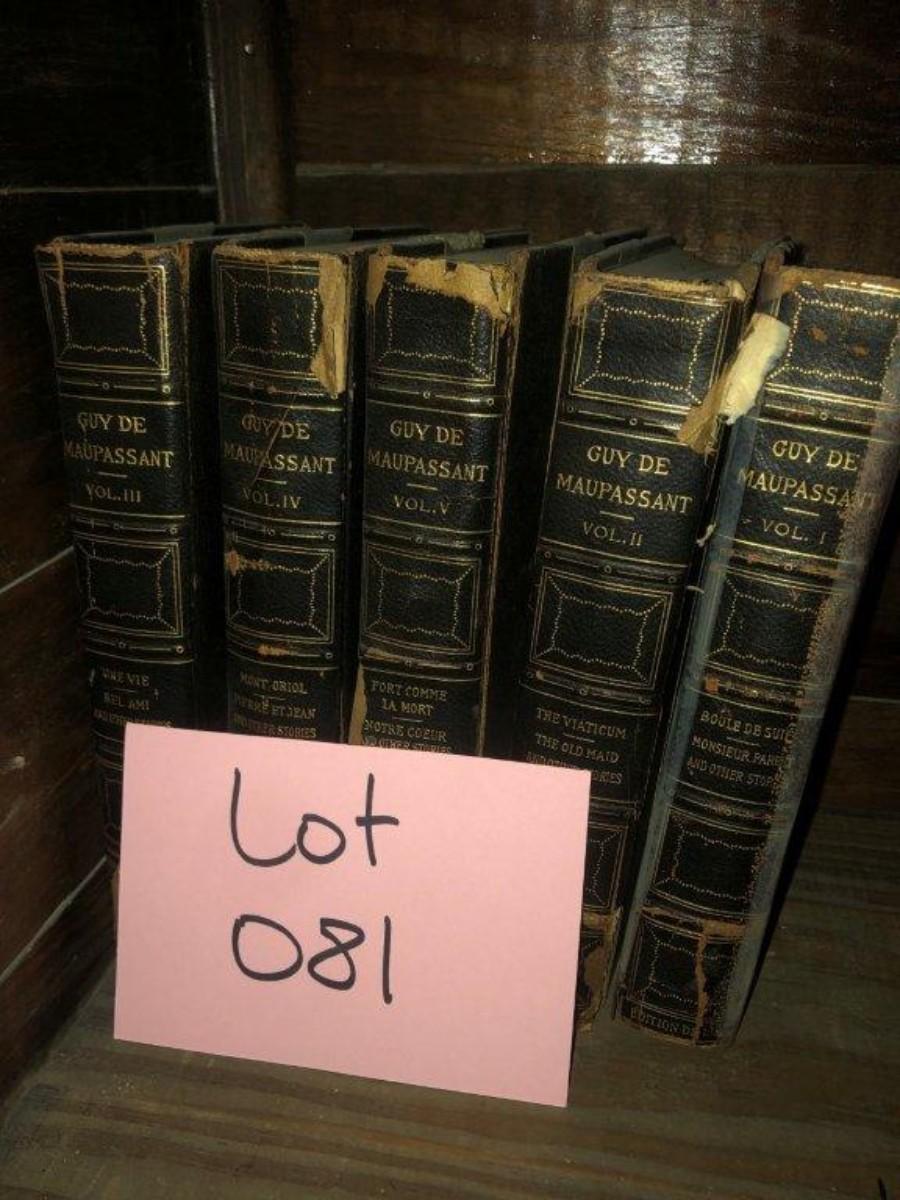 GUY DE
MAUPASSANT
VOL. III
UNE VIE
BEL AMI
GUY DE
MAUPASSANT
VOL. IV
MONT ORIOL
PIERRE ET JEAN
AND OTHER STORIES
GUY DE
MAUPASSANT
VOL. V
FORT COMME
LA MORT
NOTRE COEUR
AND OTHER STORIES
GUY DE
MAUPASSANT
VOL. II
THE VIATICUM
THE OLD MAID
AND OTHER STORIES
GUY DE
MAUPASSANT
VOL. I
BOULE DE SUIF
MONSIEUR
AND OTHER
EDITION
Lot
081